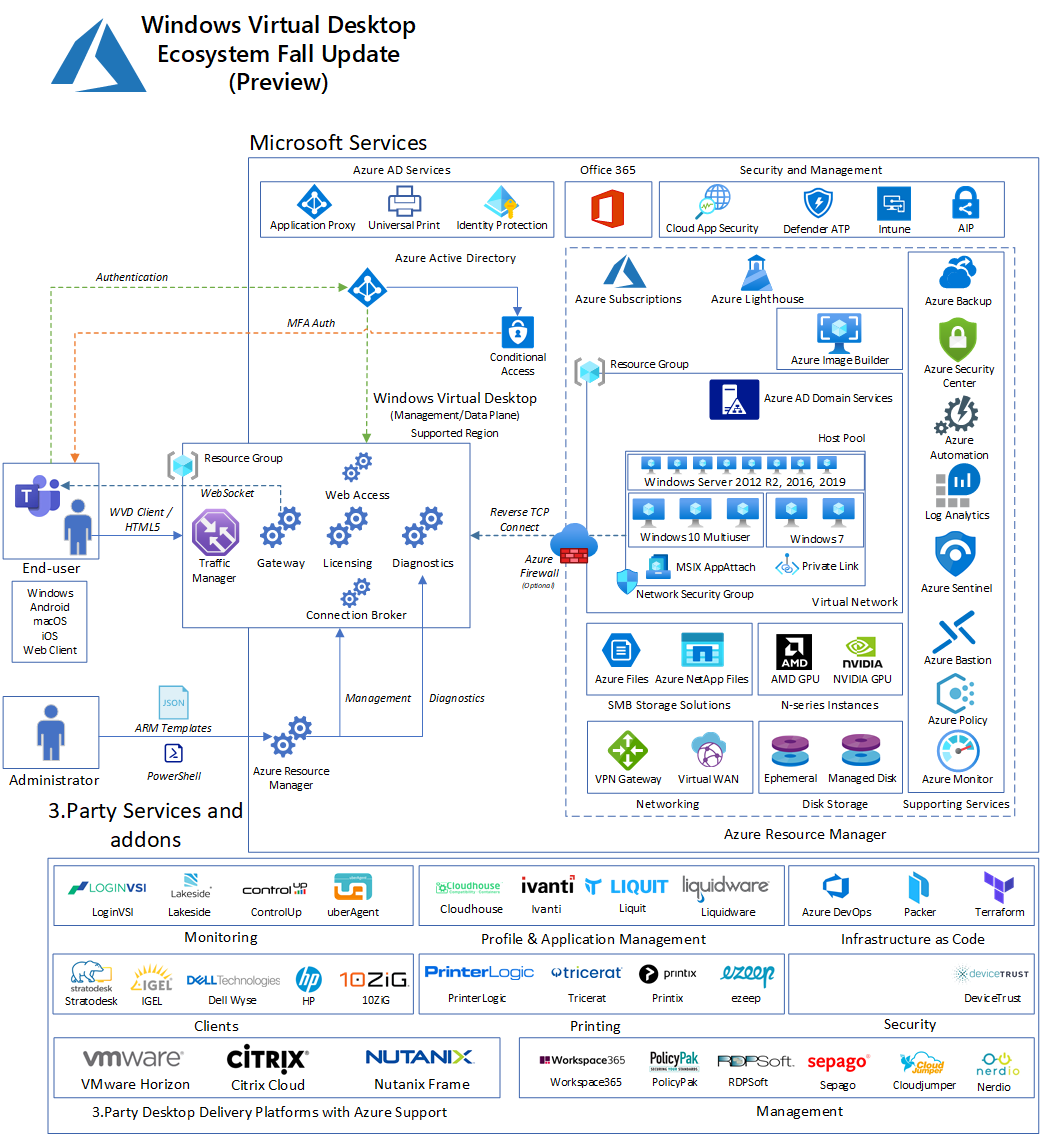 Windows Virtual Desktop
Ecosystem Fall Update
(Preview)
Microsoft Services
Azure AD Services
Office 365
Security and Management
Application Proxy
Universal Print
Identity Protection
Cloud App Security
Defender ATP
Intune
AIP
Azure Active Directory
Authentication
MFA Auth
Conditional
Access
Azure Subscriptions
Azure Lighthouse
Azure Image Builder
Resource Group
Azure AD Domain Services
Host Pool
Windows Server 2012 R2, 2016, 2019
Windows 10 Multiuser
Windows 7
MSIX AppAttach
Private Link
Network Security Group
Virtual Network
Azure Backup
Azure Security
Center
Azure
Automation
Log Analytics
Azure Sentinel
Azure Bastion
Azure Policy
Azure Monitor
Supporting Services
Windows Virtual Desktop
(Management/Data Plane)
Supported Region
Resource Group
WebSocket
Web Access
WVD Client /
HTML5
Traffic
Manager
Gateway
Licensing
Diagnostics
Connection Broker
Reverse TCP
Connect
Azure
Firewall
(Optional)
T
End-user
Windows
Android
macOS
iOS
Web Client
Azure Files
Azure NetApp Files
SMB Storage Solutions
AMD
AMD GPU
NVIDIA
NVIDIA GPU
N-series Instances
VPN Gateway
Virtual WAN
Networking
Ephemeral
Managed Disk
Disk Storage
Azure Resource Manager
Management
Diagnostics
JSON
ARM Templates
PowerShell
Azure Resource
Manager
Administrator
3.Party Services and
addons
LOGINVSI
LoginVSI
Lakeside
Lakeside
control up
ControlUp
uberAgent
Monitoring
Cloudhouse
Cloudhouse
ivanti
Ivanti
LIQUIT
Liquit
liquidware
Liquidware
Profile & Application Management
Azure DevOps
Packer
Terraform
Infrastructure as Code
stratodesk
Stratodesk
IGEL
IGEL
DELL Technologies
Dell Wyse
hp
HP
10ZiG
10ZiG
Clients
PrinterLogic
PrinterLogic
tricerat
Tricerat
printix
Printix
ezeep
ezeep
Printing
deviceTRUST
DeviceTrust
Security
vmware
VMware Horizon
CITRIX
Citrix Cloud
NUTANIX
Nutanix Frame
3.Party Desktop Delivery Platforms with Azure Support
Workspace365
Workspace365
PolicyPak
SECURING YOUR STANDARDS
PolicyPak
RDPSoft
RDPSoft
sepago
Sepago
Cloud
Jumper
Cloudjumper
nerdio
Nerdio
Management